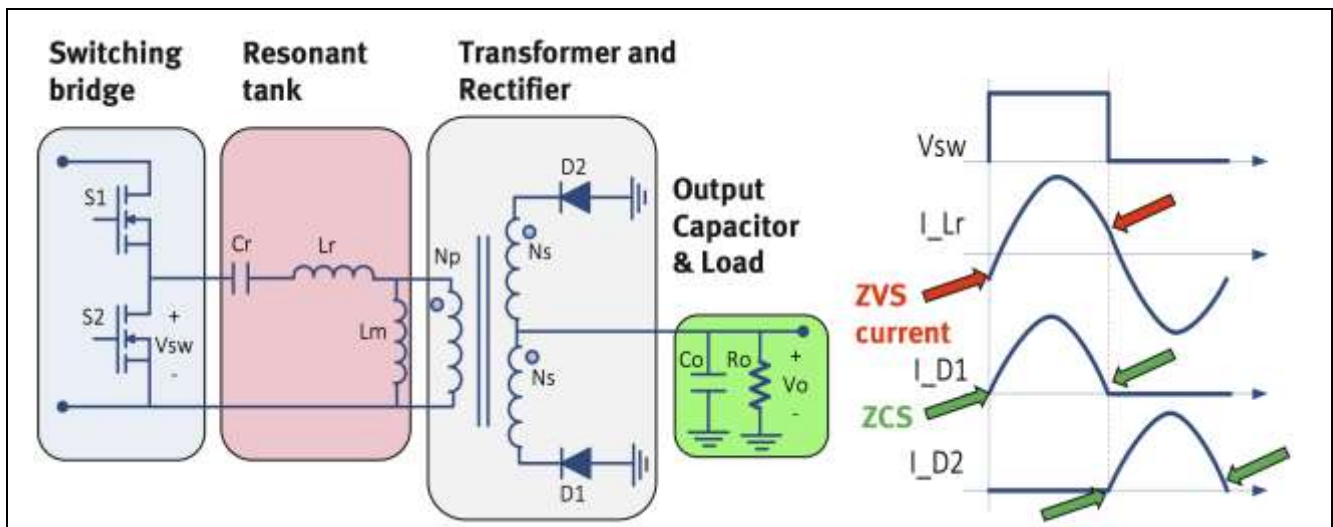 Switching
bridge
Resonant
tank
Transformer and
Rectifier
Output
Capacitor
& Load
S1
S2
+
Vsw
-
Cr
Lr
Lm
Np
Ns
Ns
D2
D1
Co
Ro
+
Vo
-
Vsw
I_Lr
ZVS
current
I_D1
ZCS
I_D2